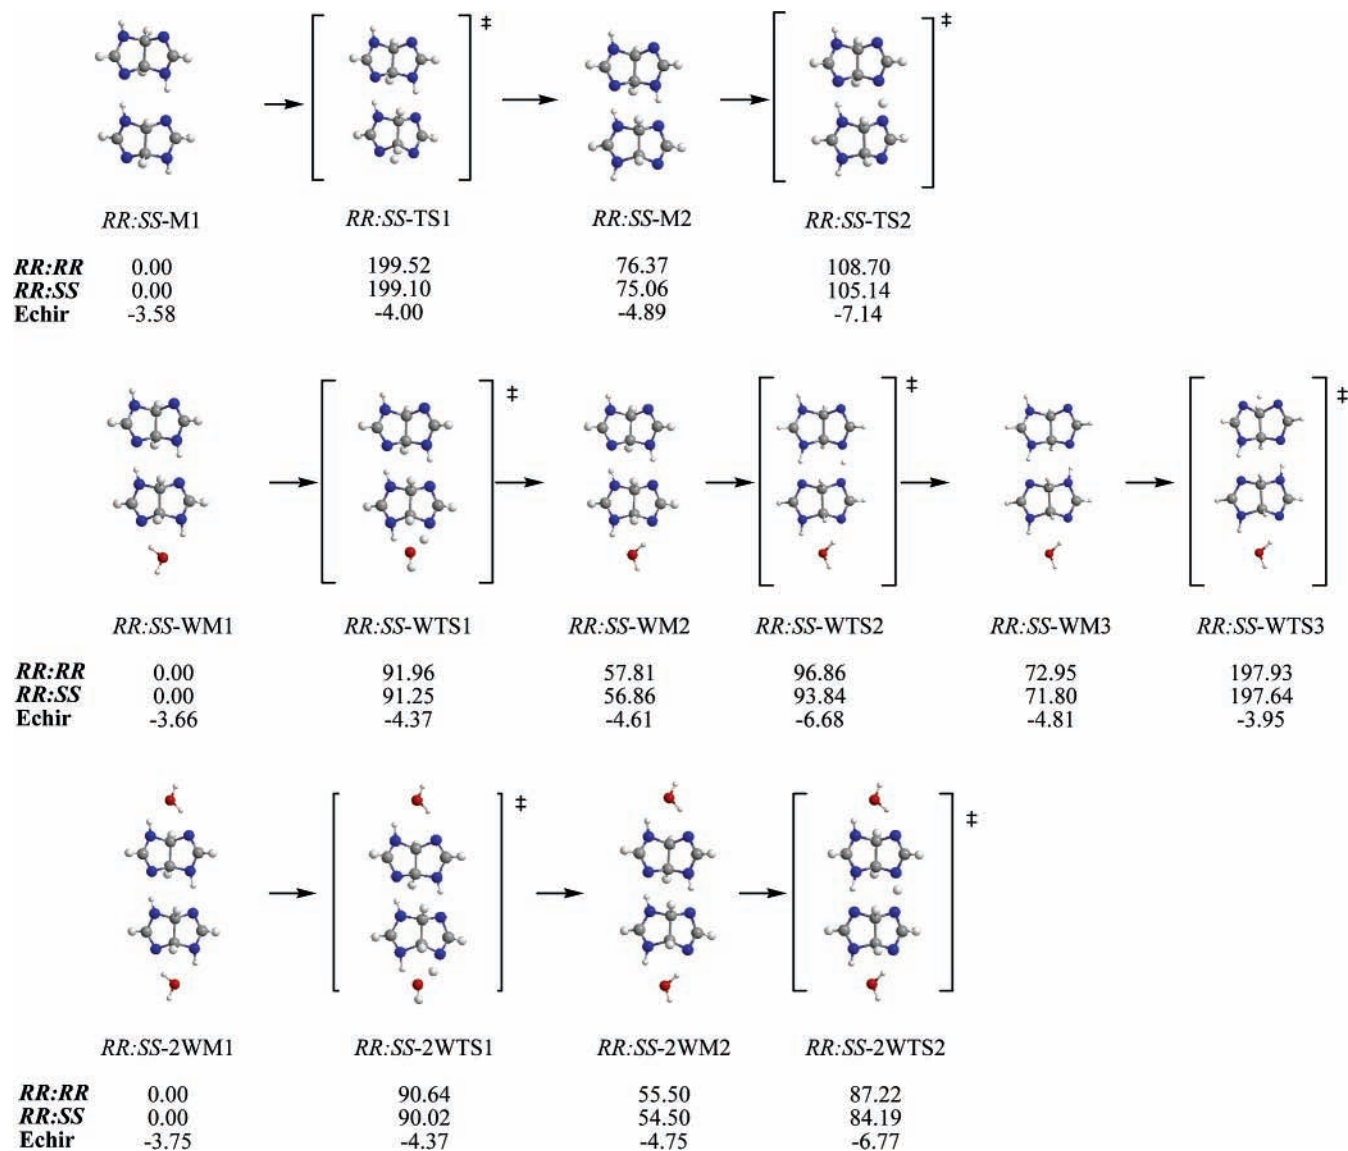 ‡ ‡
RR:SS-M1 RR:SS-TS1 RR:SS-M2 RR:SS-TS2
RR:RR 0.00 199.52 76.37 108.70
RR:SS 0.00 199.10 75.06 105.14
Echir -3.58 -4.00 -4.89 -7.14
‡ ‡ ‡
RR:SS-WM1 RR:SS-WTS1 RR:SS-WM2 RR:SS-WTS2 RR:SS-WM3 RR:SS-WTS3
RR:RR 0.00 91.96 57.81 96.86 72.95 197.93
RR:SS 0.00 91.25 56.86 93.84 71.80 197.64
Echir -3.66 -4.37 -4.61 -6.68 -4.81 -3.95
‡ ‡
RR:SS-2WM1 RR:SS-2WTS1 RR:SS-2WM2 RR:SS-2WTS2
RR:RR 0.00 90.64 55.50 87.22
RR:SS 0.00 90.02 54.50 84.19
Echir -3.75 -4.37 -4.75 -6.77